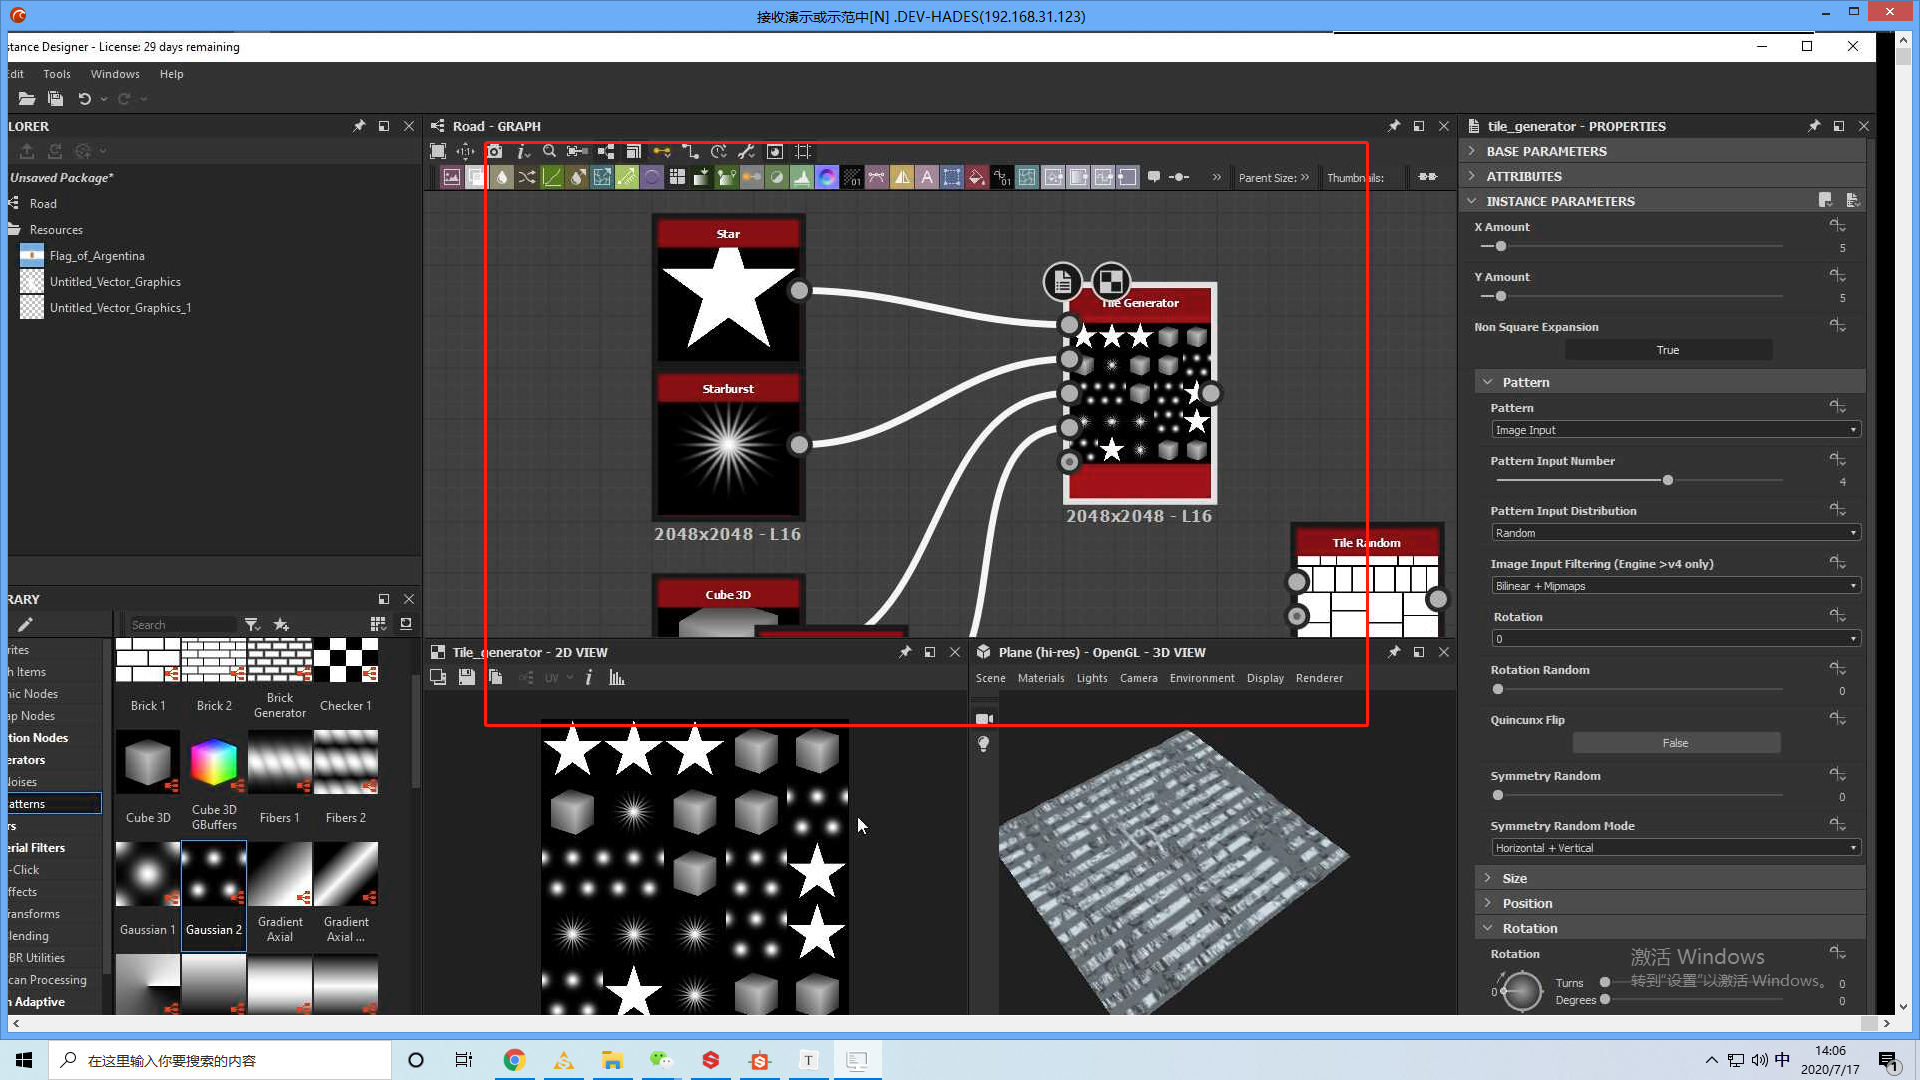 接收演示或示范中[N] .DEV-HADES(192.168.31.123)
stance Designer - License: 29 days remaining
dit Tools Windows Help
LORER
Unsaved Package*
Road
Resources
Flag_of_Argentina
Untitled_Vector_Graphics
Untitled_Vector_Graphics_1
Road - GRAPH
Parent Size: >>
Thumbnails:
Star
Starburst
2048x2048 - L16
Cube 3D
Tile Generator
2048x2048 - L16
Tile Random
RARY
Search
rites
h Items
nic Nodes
ap Nodes
tion Nodes
erators
Noises
atterns
rs
erial Filters
-Click
ffects
ransforms
lending
BR Utilities
can Processing
n Adaptive
Brick 1
Brick 2
Brick Generator
Checker 1
Cube 3D
Cube 3D GBuffers
Fibers 1
Fibers 2
Gaussian 1
Gaussian 2
Gradient Axial
Gradient Axial ...
Tile_generator - 2D VIEW
UV
Plane (hi-res) - OpenGL - 3D VIEW
Scene Materials Lights Camera Environment Display Renderer
tile_generator - PROPERTIES
BASE PARAMETERS
ATTRIBUTES
INSTANCE PARAMETERS
X Amount
5
Y Amount
5
Non Square Expansion
True
Pattern
Pattern
Image Input
Pattern Input Number
4
Pattern Input Distribution
Random
Image Input Filtering (Engine >v4 only)
Bilinear + Mipmaps
Rotation
0
Rotation Random
0
Quincunx Flip
False
Symmetry Random
0
Symmetry Random Mode
Horizontal + Vertical
Size
Position
Rotation
Rotation
0
Turns
0
Degrees
0
激活 Windows
转到“设置”以激活 Windows。
在这里输入你要搜索的内容
中
14:06
2020/7/17
1